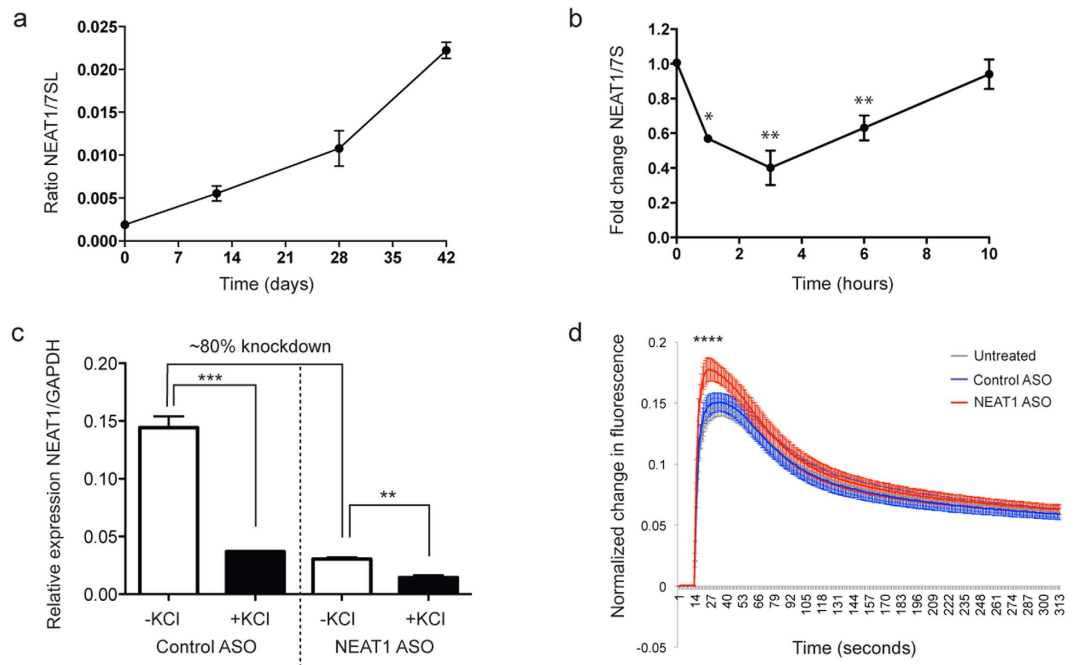 a
0.025
0.020
0.015
0.010
0.005
0.000
Ratio NEAT1/7SL
0 7 14 21 28 35 42
Time (days)
b
1.2
1.0
0.8
0.6
0.4
0.2
0.0
Fold change NEAT1/7S
* ** **
0 2 4 6 8 10
Time (hours)
c
~80% knockdown
0.20
0.15
0.10
0.05
0.00
Relative expression NEAT1/GAPDH
***
**
-KCl +KCl -KCl +KCl
Control ASO NEAT1 ASO
d
0.2
0.15
0.1
0.05
0
-0.05
Normalized change in fluorescence
****
Untreated
Control ASO
NEAT1 ASO
1 14 27 40 53 66 79 92 105 118 131 144 157 170 183 196 209 222 235 248 261 274 287 300 313
Time (seconds)